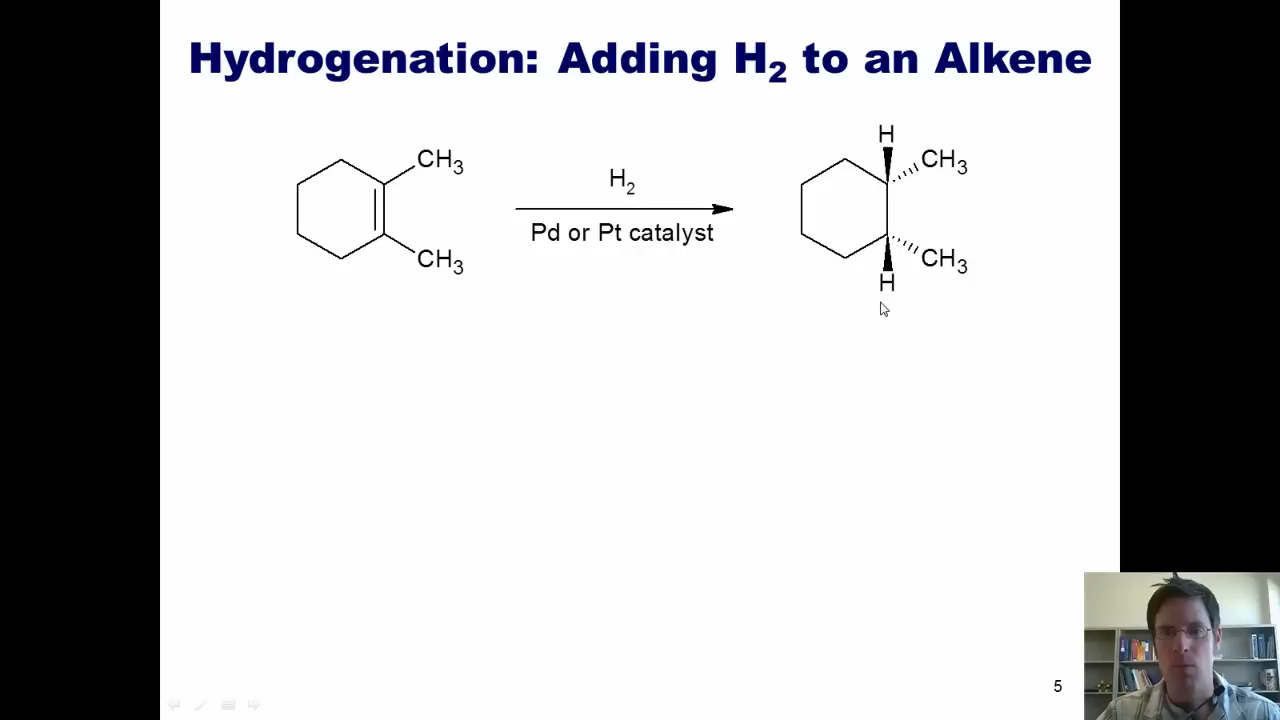 Hydrogenation: Adding H₂ to an Alkene
CH₃
CH₃
H₂
Pd or Pt catalyst
H
CH₃
CH₃
H
5